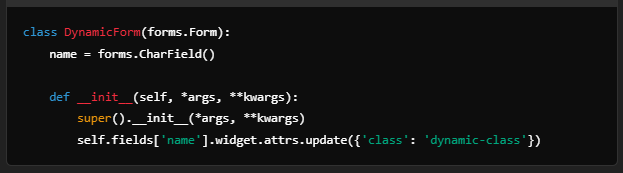 class DynamicForm(forms.Form):
    name = forms.CharField()

    def __init__(self, *args, **kwargs):
        super().__init__(*args, **kwargs)
        self.fields['name'].widget.attrs.update({'class': 'dynamic-class'})